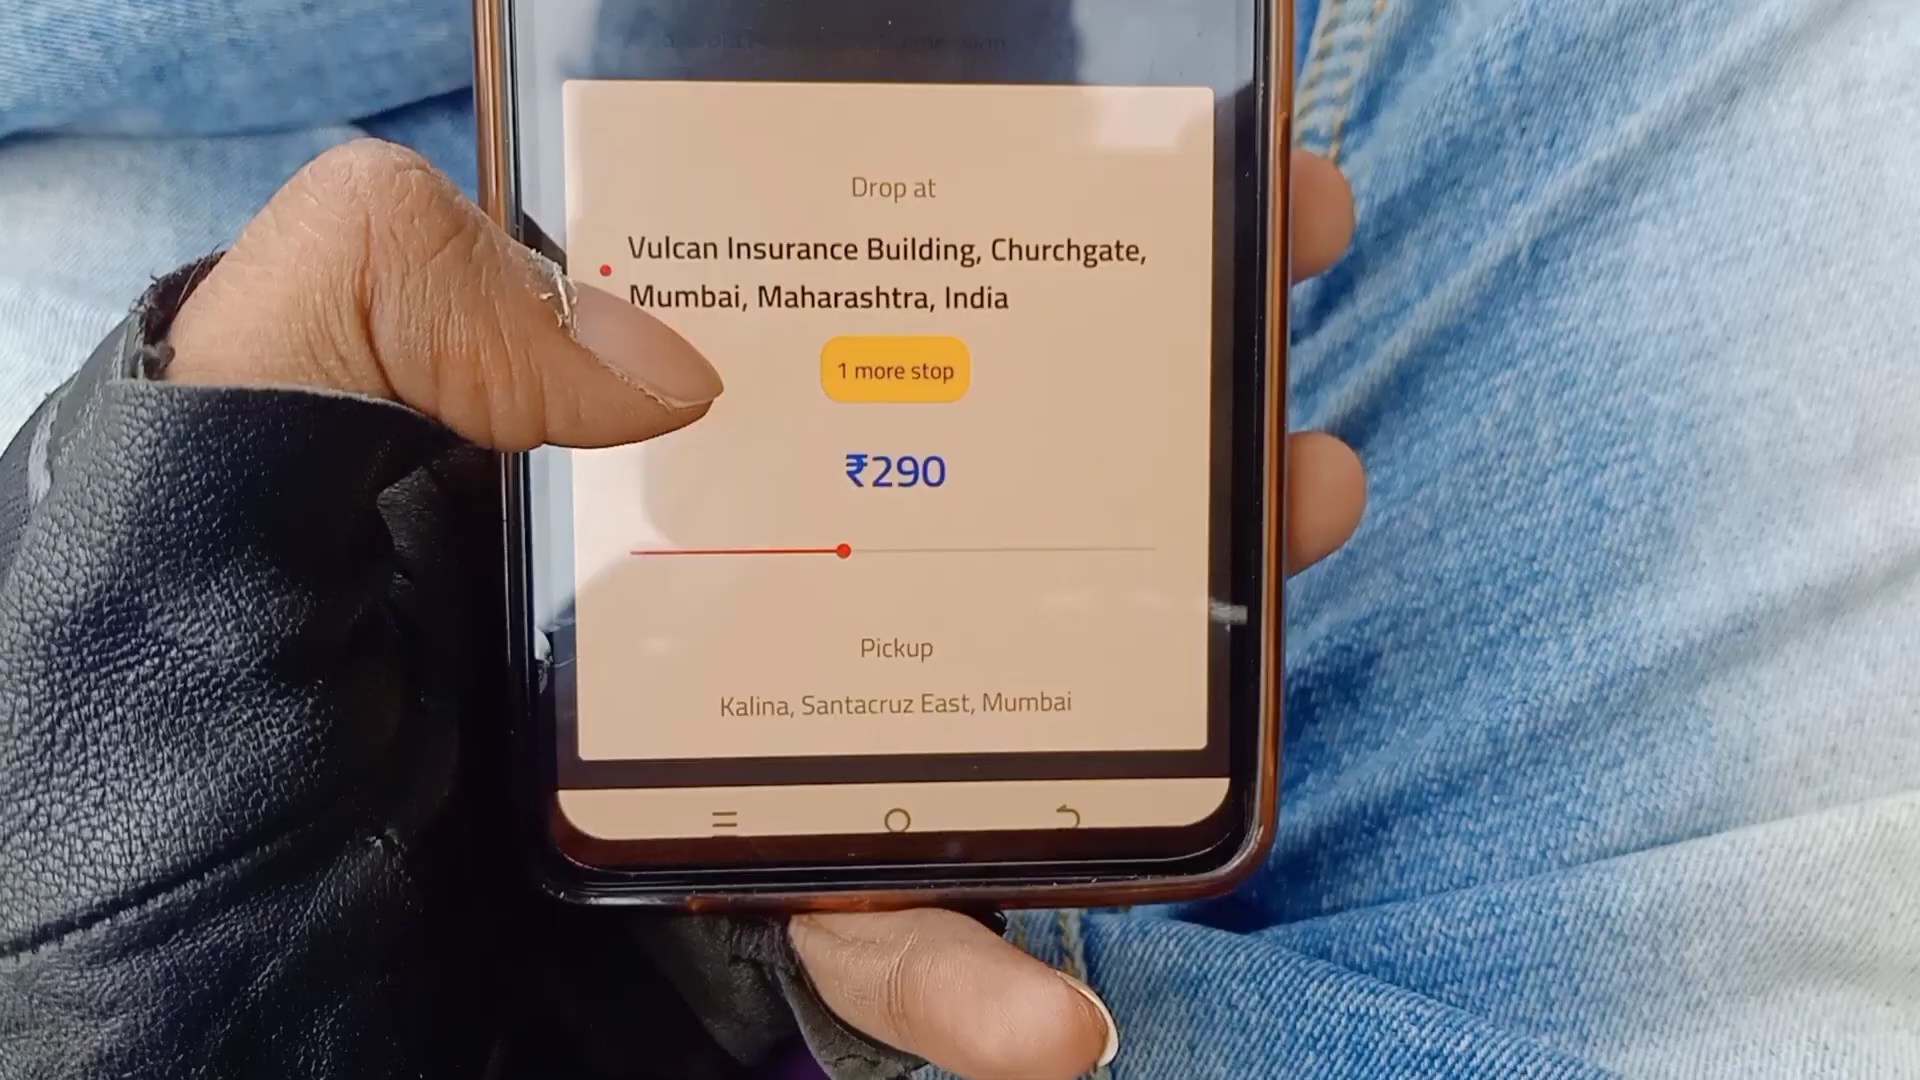 Drop at
Vulcan Insurance Building, Churchgate,
Mumbai, Maharashtra, India
1 more stop
₹290
Pickup
Kalina, Santacruz East, Mumbai